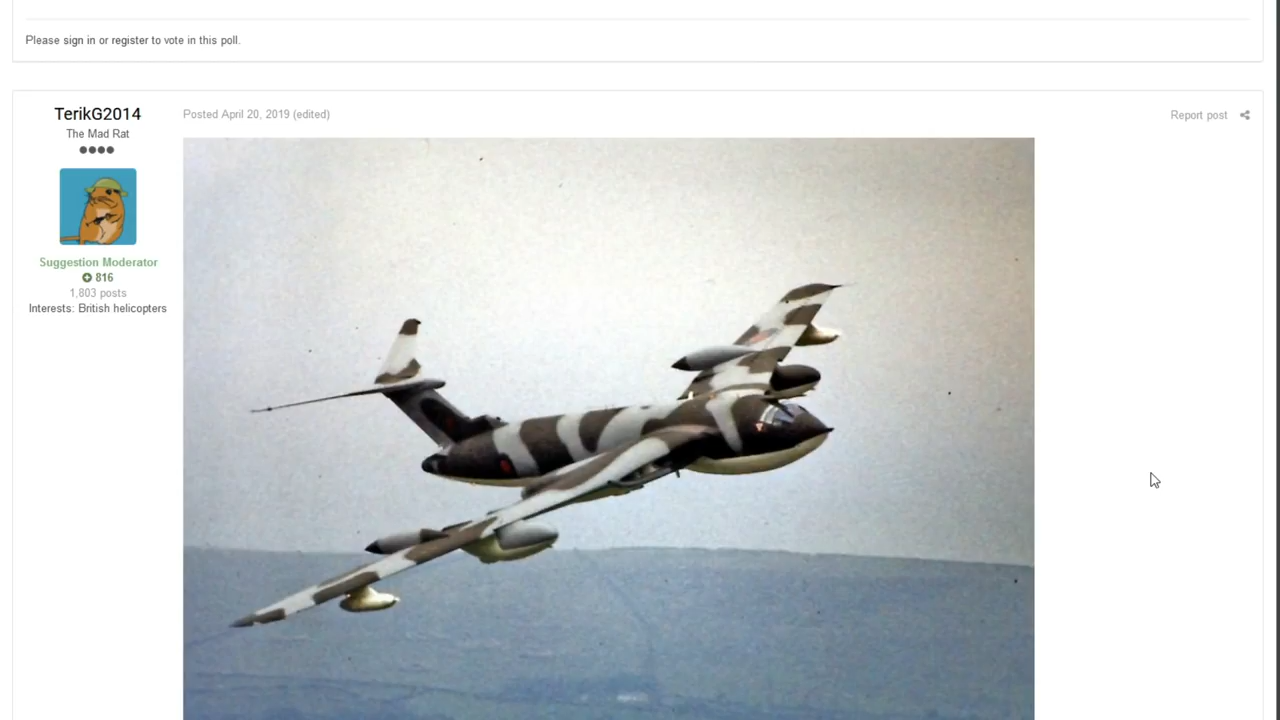 Please sign in or register to vote in this poll.
TerikG2014
Posted April 20, 2019 (edited)
Report post
The Mad Rat
Suggestion Moderator
816
1,803 posts
Interests: British helicopters